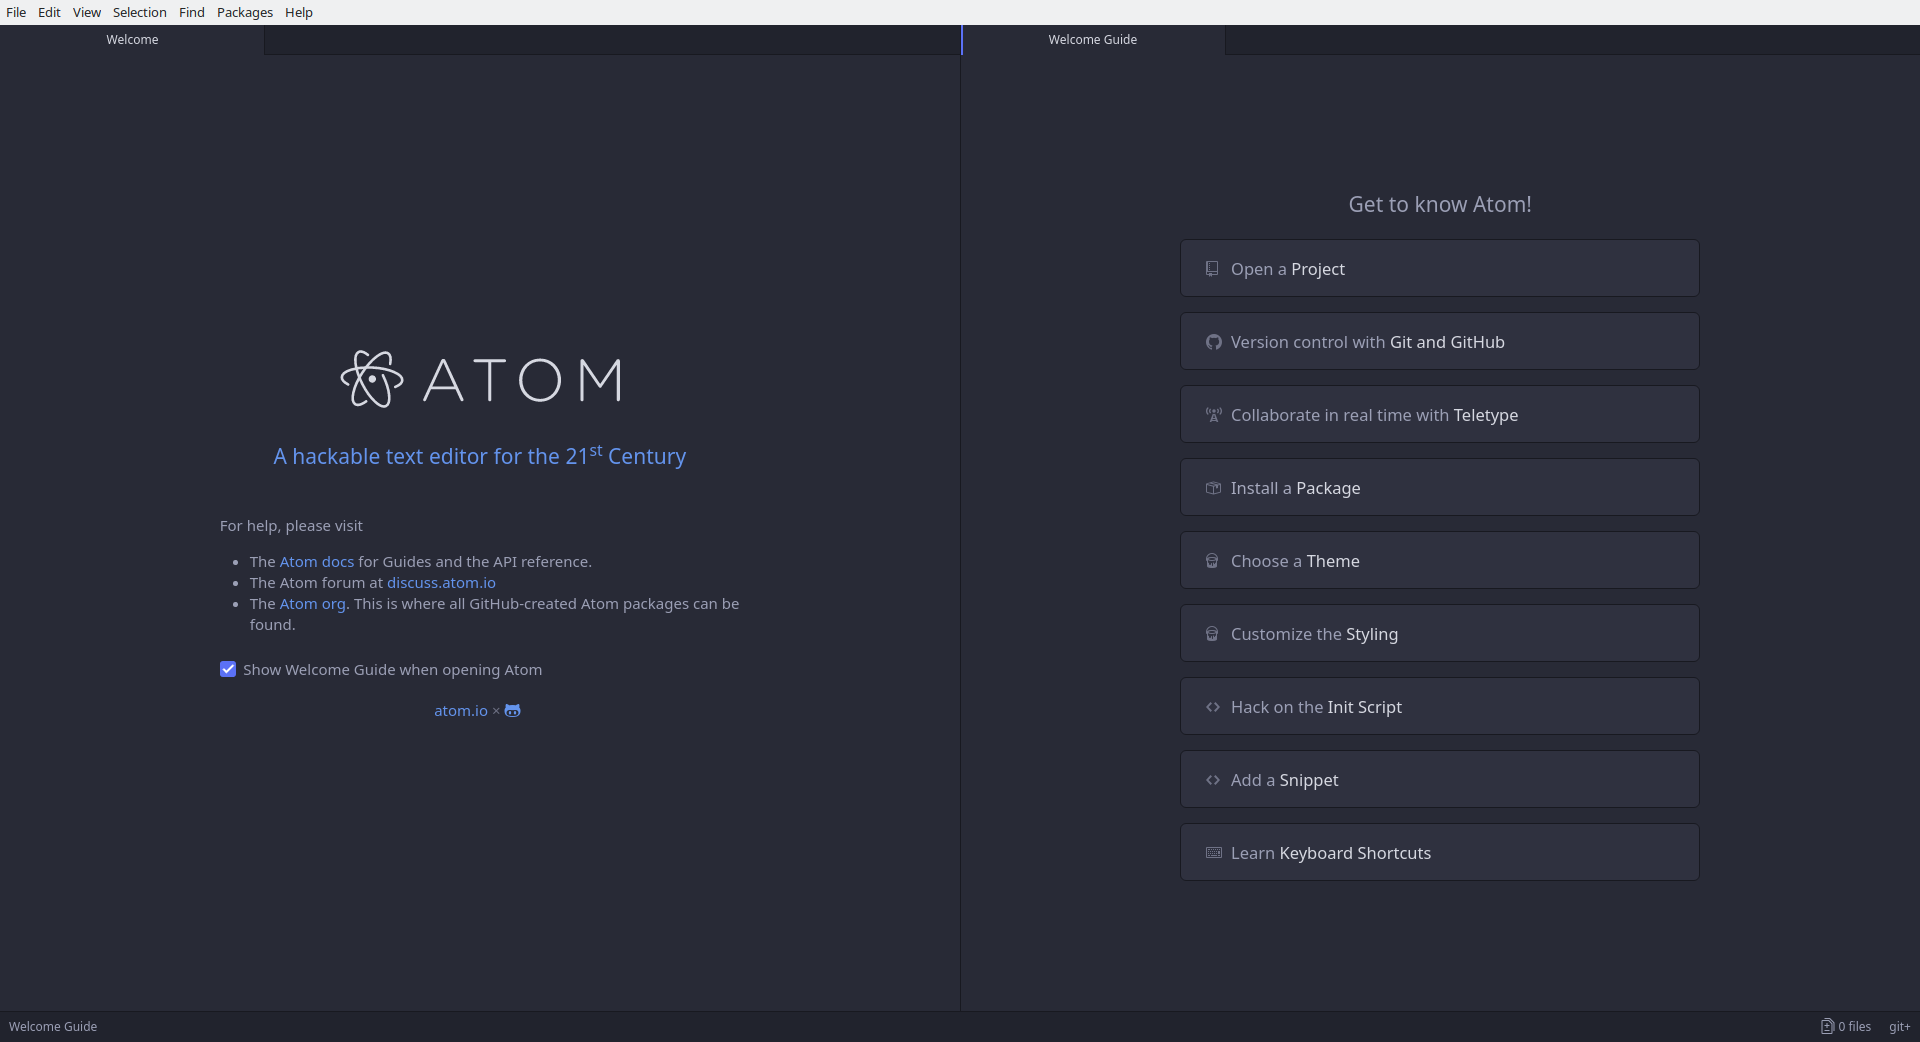 File Edit View Selection Find Packages Help
Welcome
Welcome Guide
ATOM
A hackable text editor for the 21st Century
For help, please visit
• The Atom docs for Guides and the API reference.
• The Atom forum at discuss.atom.io
• The Atom org. This is where all GitHub-created Atom packages can be
found.
Show Welcome Guide when opening Atom
atom.io ×
Get to know Atom!
Open a Project
Version control with Git and GitHub
Collaborate in real time with Teletype
Install a Package
Choose a Theme
Customize the Styling
Hack on the Init Script
Add a Snippet
Learn Keyboard Shortcuts
Welcome Guide
0 files git+